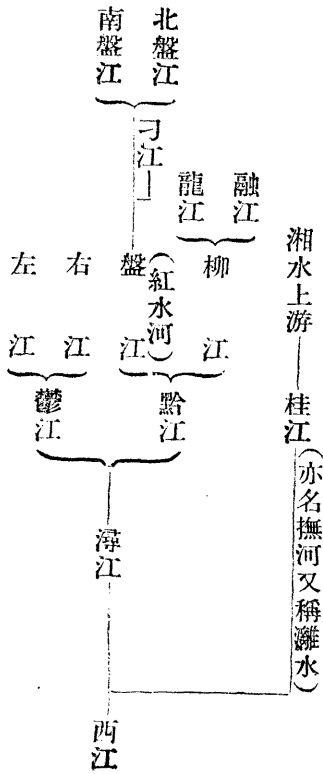 湘水上游
桂江(亦名撫河又稱灕水)
融江
龍江
柳江
北盤江
南盤江
刁江
盤江
(紅水河)
右江
左江
黔江
鬱江
潯江
西江